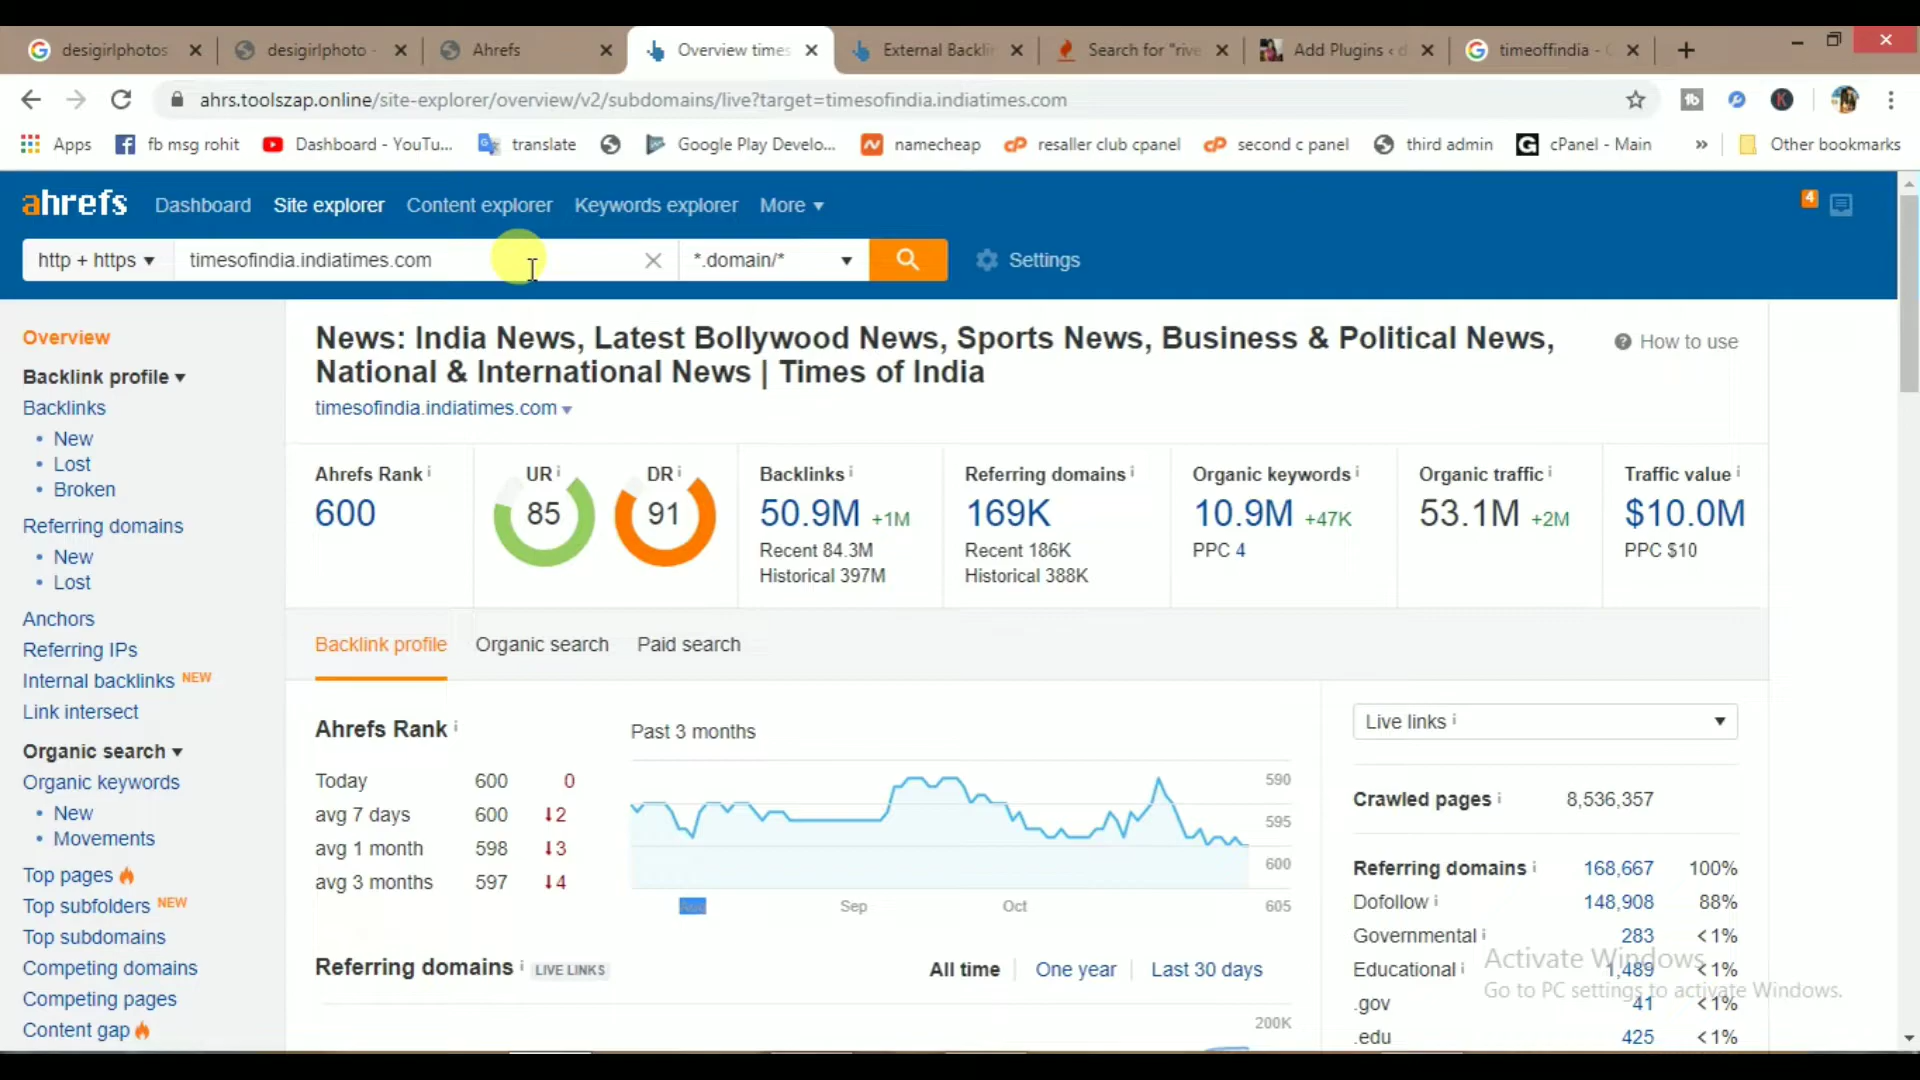 desigirlphotos
desigirlphoto -
Ahrefs
Overview times
External Backlin
Search for "rive
Add Plugins ‹ d
timeoffindia - G
ahrs.toolszap.online/site-explorer/overview/v2/subdomains/live?target=timesofindia.indiatimes.com
Apps
fb msg rohit
Dashboard - YouTu...
translate
Google Play Develo...
namecheap
resaller club cpanel
second c panel
third admin
cPanel - Main
»
Other bookmarks
ahrefs
Dashboard
Site explorer
Content explorer
Keywords explorer
More
4
http + https
timesofindia.indiatimes.com
*.domain/*
Settings
Overview
Backlink profile
Backlinks
• New
• Lost
• Broken
Referring domains
• New
• Lost
Anchors
Referring IPs
Internal backlinks NEW
Link intersect
Organic search
Organic keywords
• New
• Movements
Top pages
Top subfolders NEW
Top subdomains
Competing domains
Competing pages
Content gap
News: India News, Latest Bollywood News, Sports News, Business & Political News,
National & International News | Times of India
How to use
timesofindia.indiatimes.com
Ahrefs Rank i
600
UR i
85
DR i
91
Backlinks i
50.9M +1M
Recent 84.3M
Historical 397M
Referring domains i
169K
Recent 186K
Historical 388K
Organic keywords i
10.9M +47K
PPC 4
Organic traffic i
53.1M +2M
Traffic value i
$10.0M
PPC $10
Backlink profile
Organic search
Paid search
Ahrefs Rank i
Today 600 0
avg 7 days 600 ↓2
avg 1 month 598 ↓3
avg 3 months 597 ↓4
Past 3 months
590
595
600
605
Sep
Oct
Referring domains i LIVE LINKS
All time
One year
Last 30 days
200K
Live links i
Crawled pages i 8,536,357
Referring domains i 168,667 100%
Dofollow i 148,908 88%
Governmental i 283 <1%
Educational i 1,489 <1%
.gov 41 <1%
.edu 425 <1%
Activate Windows
Go to PC settings to activate Windows.